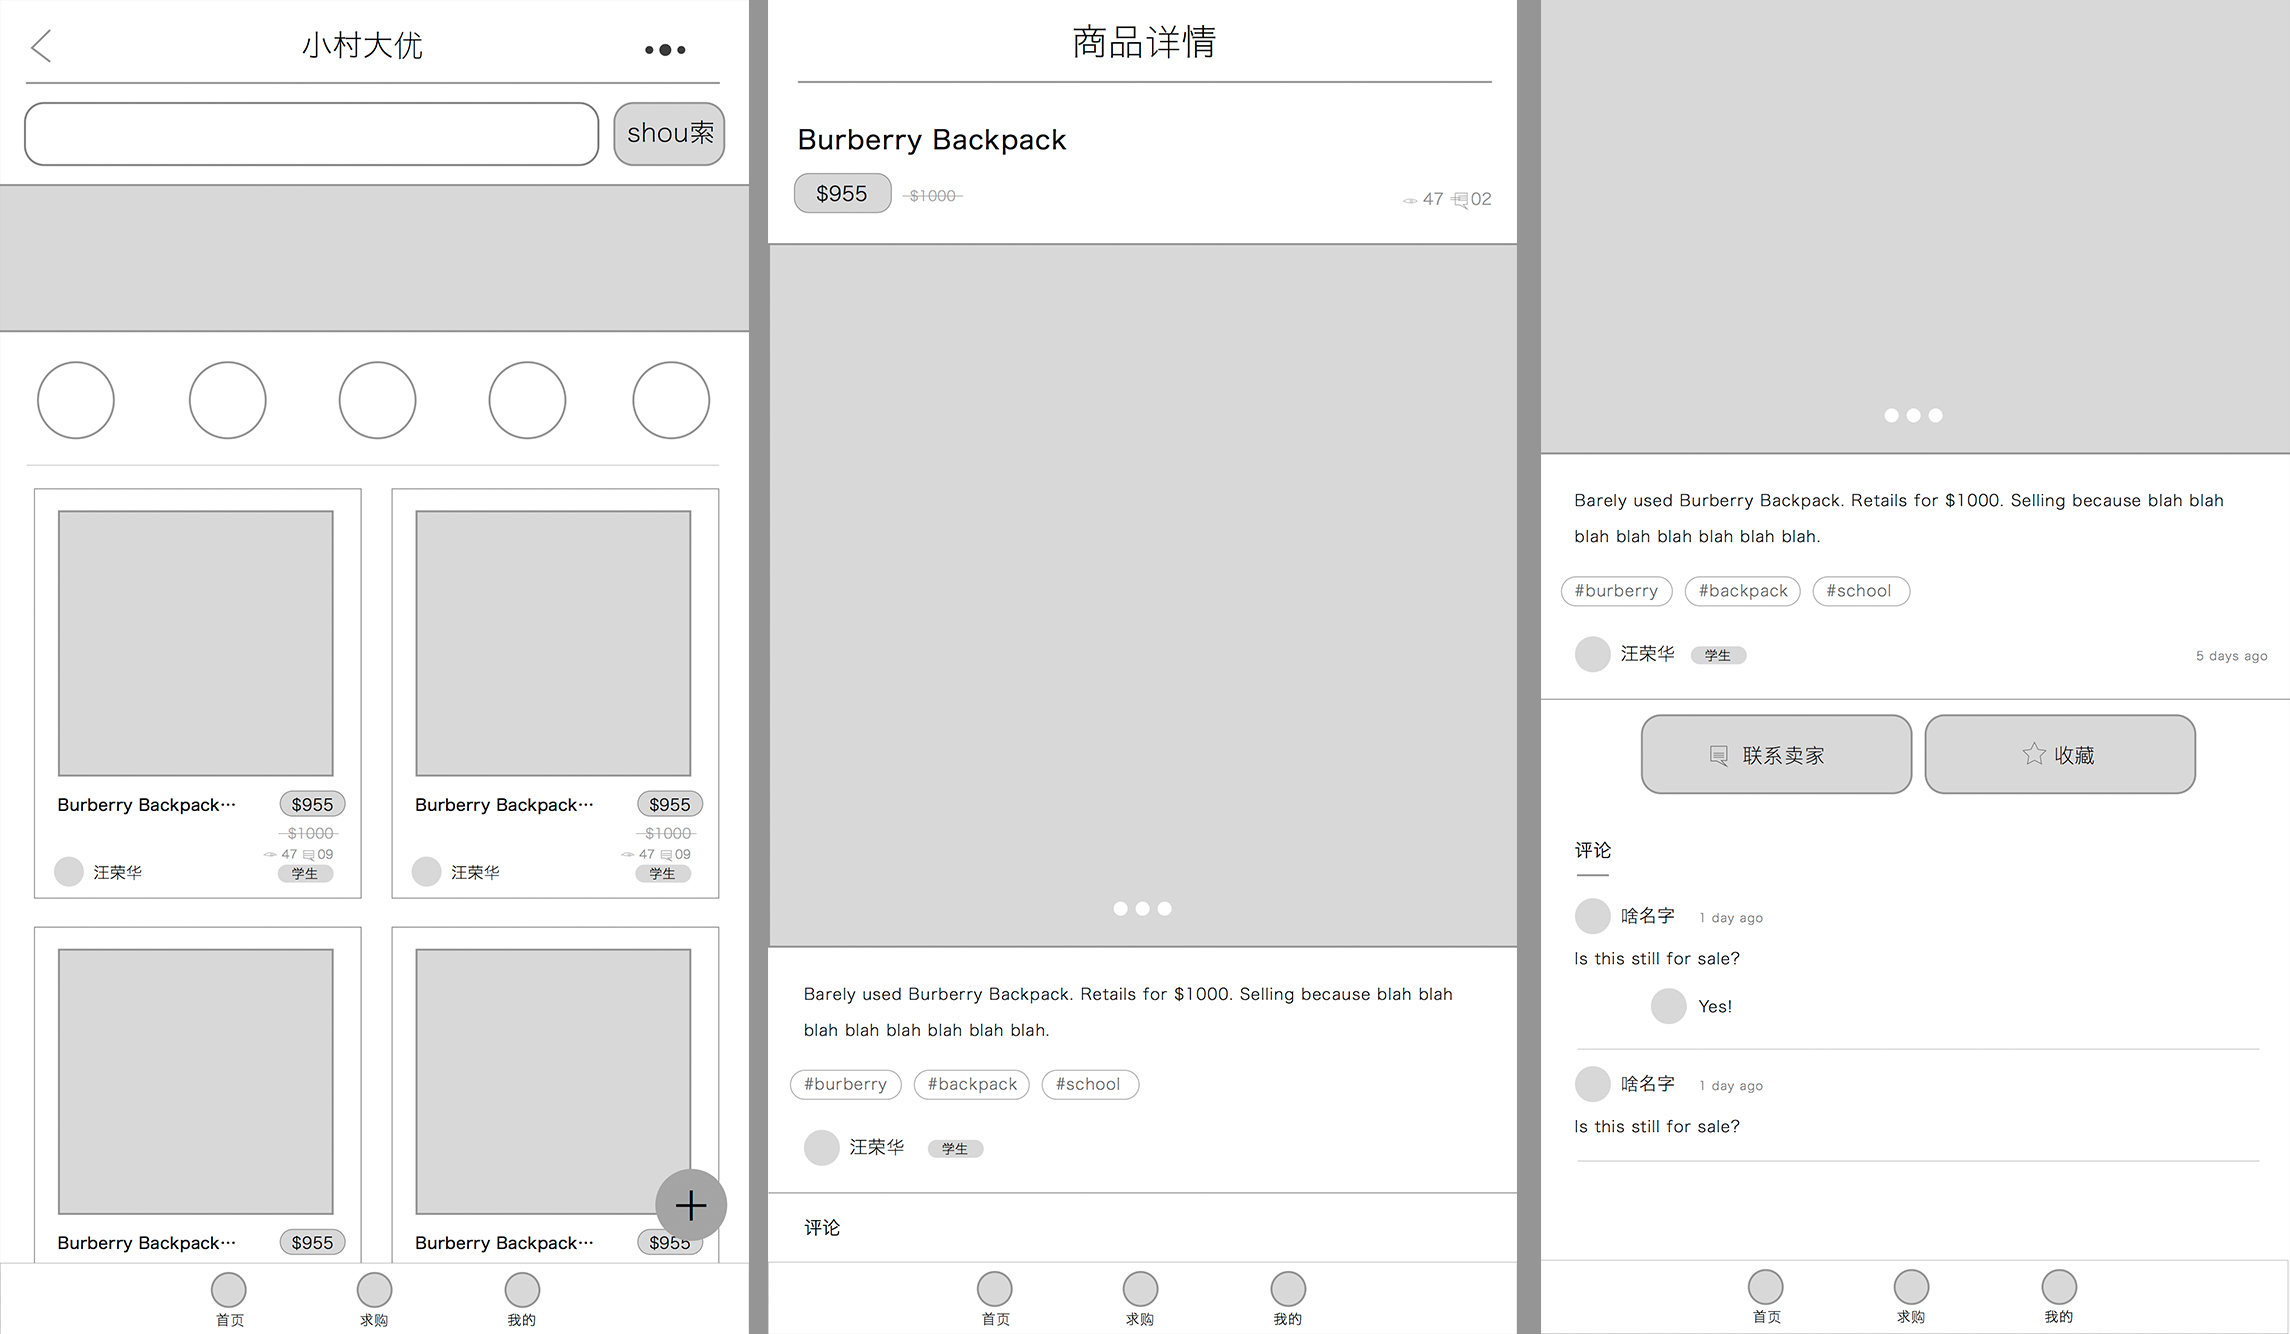 小村大优
shou索
Burberry Backpack… $955
$1000
47 09
汪荣华 学生
Burberry Backpack… $955
$1000
47 09
汪荣华 学生
Burberry Backpack… $955
Burberry Backpack… $955
首页 求购 我的
商品详情
Burberry Backpack
$955 $1000 47 02
Barely used Burberry Backpack. Retails for $1000. Selling because blah blah
blah blah blah blah blah blah.
#burberry #backpack #school
汪荣华 学生
评论
首页 求购 我的
Barely used Burberry Backpack. Retails for $1000. Selling because blah blah
blah blah blah blah blah blah.
#burberry #backpack #school
汪荣华 学生 5 days ago
联系卖家 收藏
评论
啥名字 1 day ago
Is this still for sale?
Yes!
啥名字 1 day ago
Is this still for sale?
首页 求购 我的